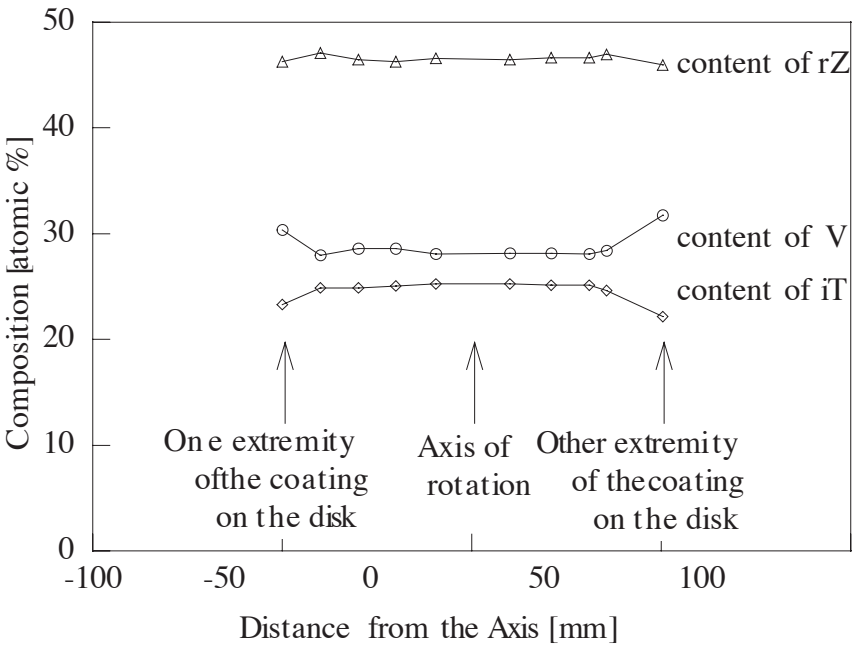 50
40
30
20
10
0
Composition [atomic %]
content of rZ
content of V
content of iT
One extremity
ofthe coating
on the disk
Axis of
rotation
Other extremity
of thecoating
on the disk
-100 -50 0 50 100
Distance from the Axis [mm]